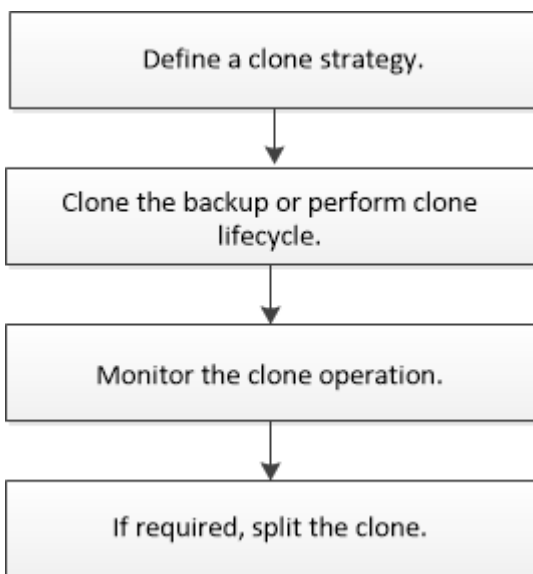 Define a clone strategy.
Clone the backup or perform clone
lifecycle.
Monitor the clone operation.
If required, split the clone.